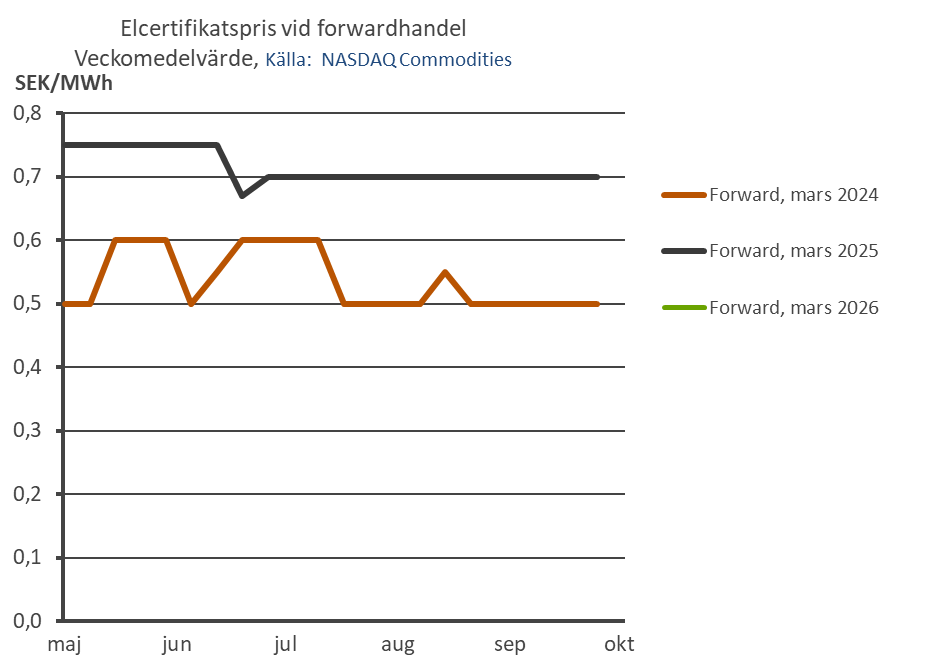 Elcertifikatspris vid forwardhandel
Veckomedelvärde, Källa: NASDAQ Commodities
SEK/MWh
0,8
0,7
0,6
0,5
0,4
0,3
0,2
0,1
0,0
maj jun jul aug sep okt
Forward, mars 2024
Forward, mars 2025
Forward, mars 2026